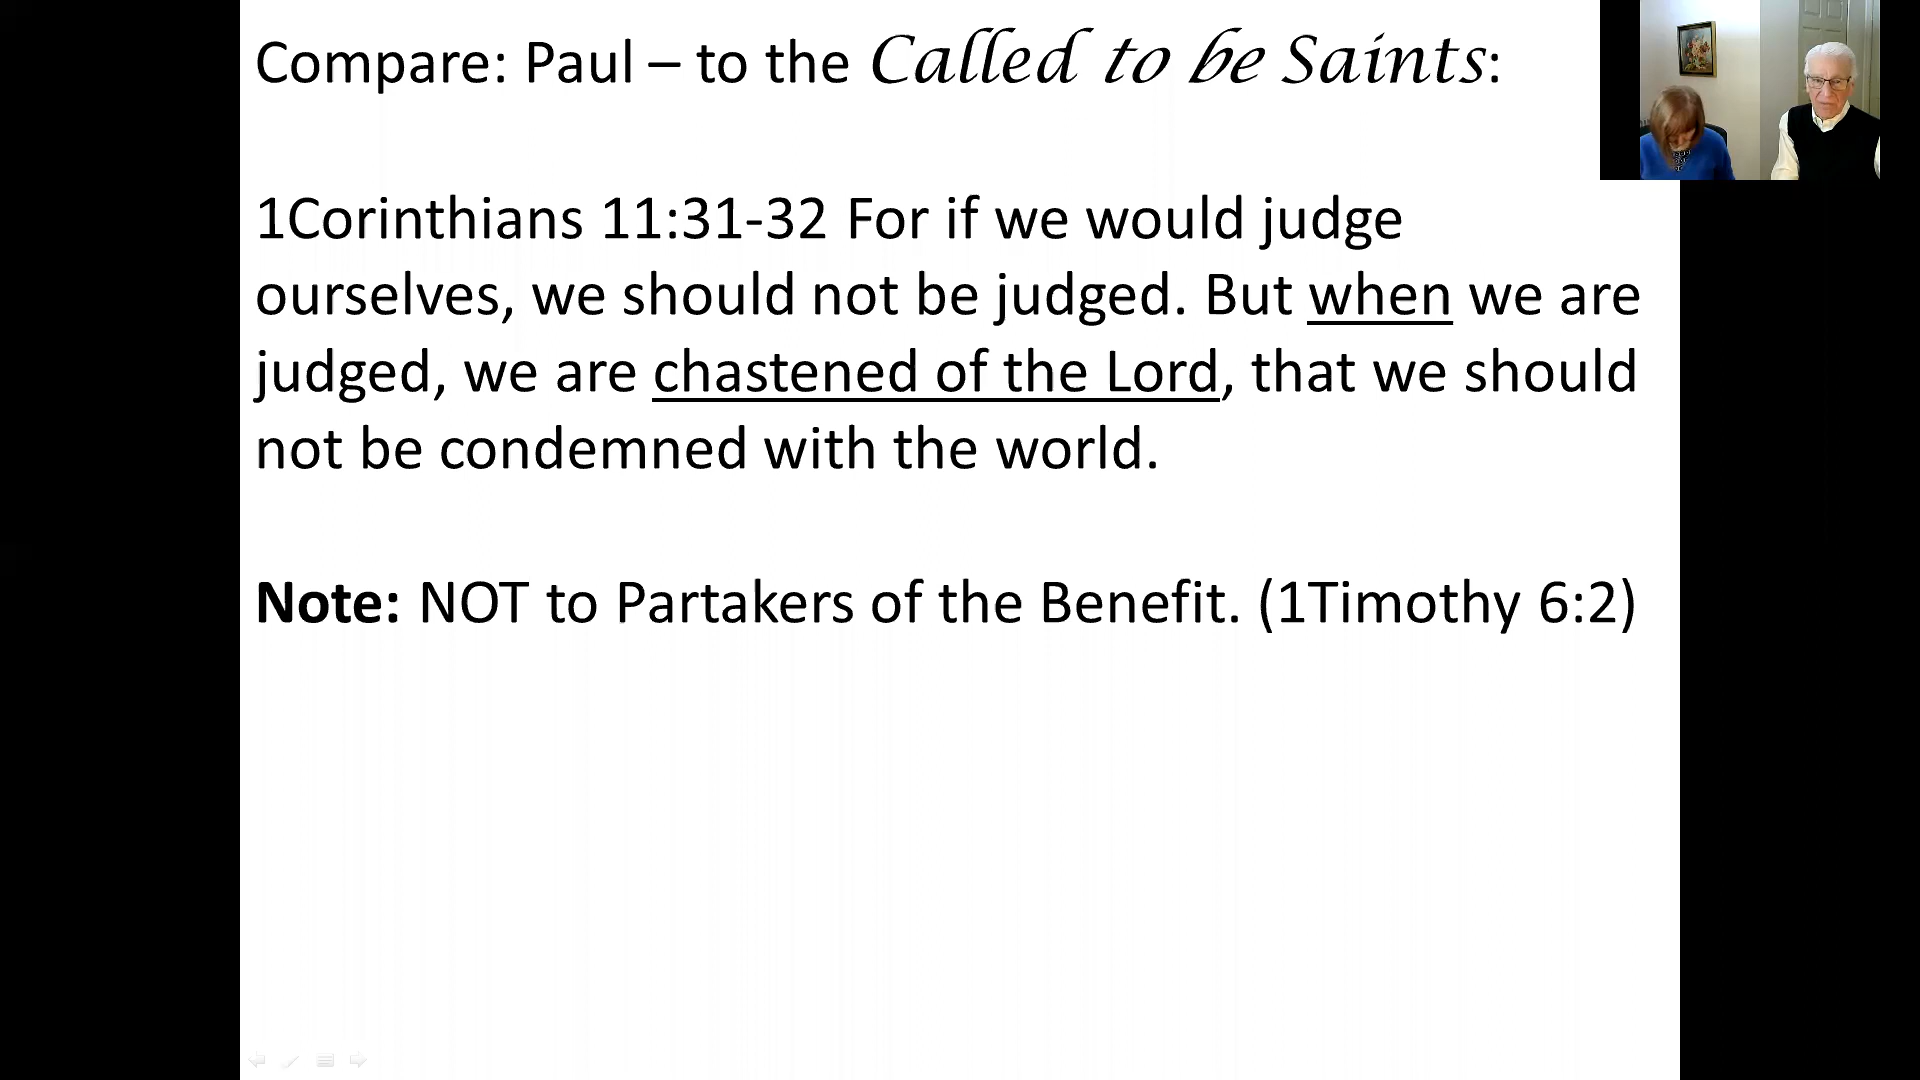 Compare: Paul – to the Called to be Saints:
1Corinthians 11:31-32 For if we would judge
ourselves, we should not be judged. But when we are
judged, we are chastened of the Lord, that we should
not be condemned with the world.
Note: NOT to Partakers of the Benefit. (1Timothy 6:2)